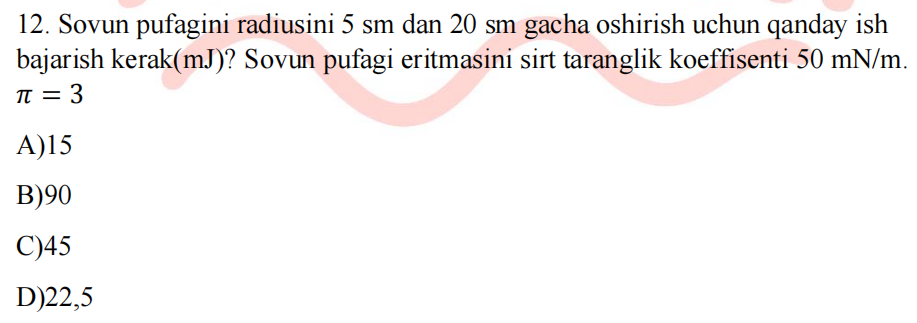 12. Sovun pufagini radiusini 5 sm dan 20 sm gacha oshirish uchun qanday ish
bajarish kerak(mJ)? Sovun pufagi eritmasini sirt taranglik koeffisenti 50 mN/m.
π = 3
A)15
B)90
C)45
D)22,5